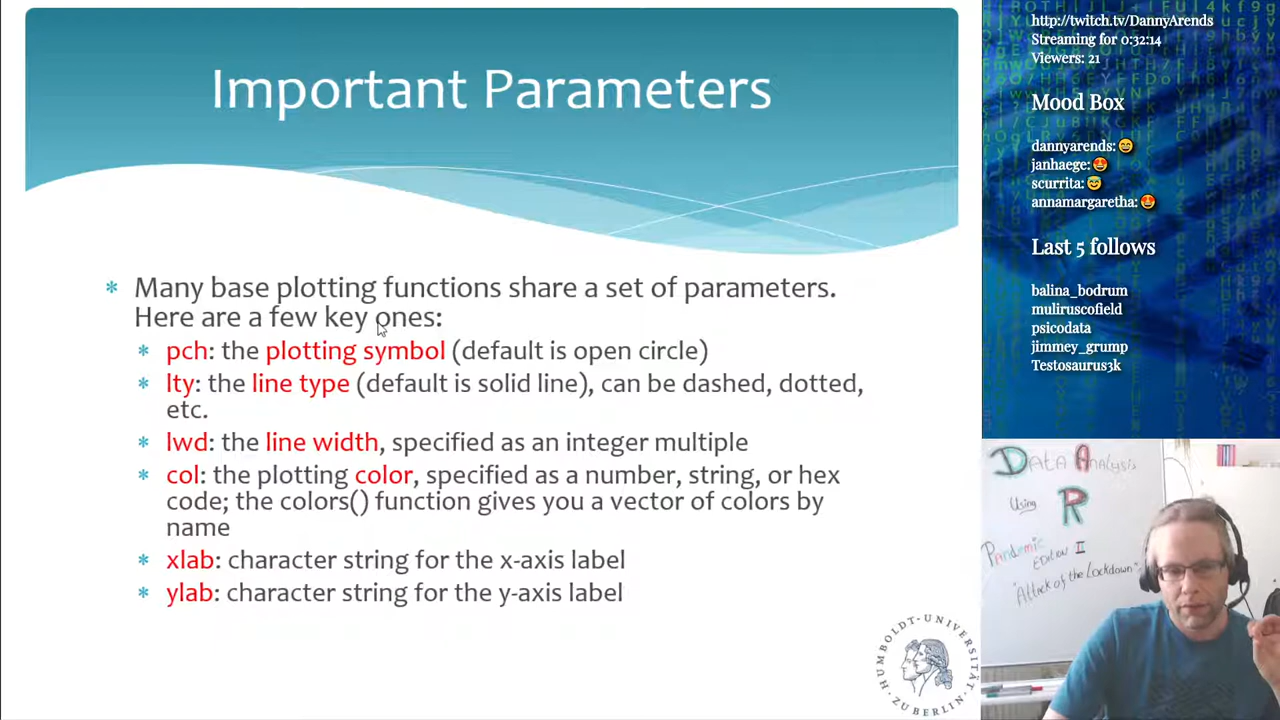 Important Parameters
Many base plotting functions share a set of parameters.
Here are a few key ones:
pch: the plotting symbol (default is open circle)
lty: the line type (default is solid line), can be dashed, dotted,
etc.
lwd: the line width, specified as an integer multiple
col: the plotting color, specified as a number, string, or hex
code; the colors() function gives you a vector of colors by
name
xlab: character string for the x-axis label
ylab: character string for the y-axis label
HUMBOLDT-UNIVERSITÄT
ZU BERLIN
http://twitch.tv/DannyArends
Streaming for 0:32:14
Viewers: 21
Mood Box
dannyarends: 😄
janhaege: 😍
scurrita: 😇
annamargaretha: 😍
Last 5 follows
balina_bodrum
muliruscofield
psicodata
jimmey_grump
Testosaurus3k
Data Analysis
Using R
Pandemic
Edition II
"Attack of the Lockdown"